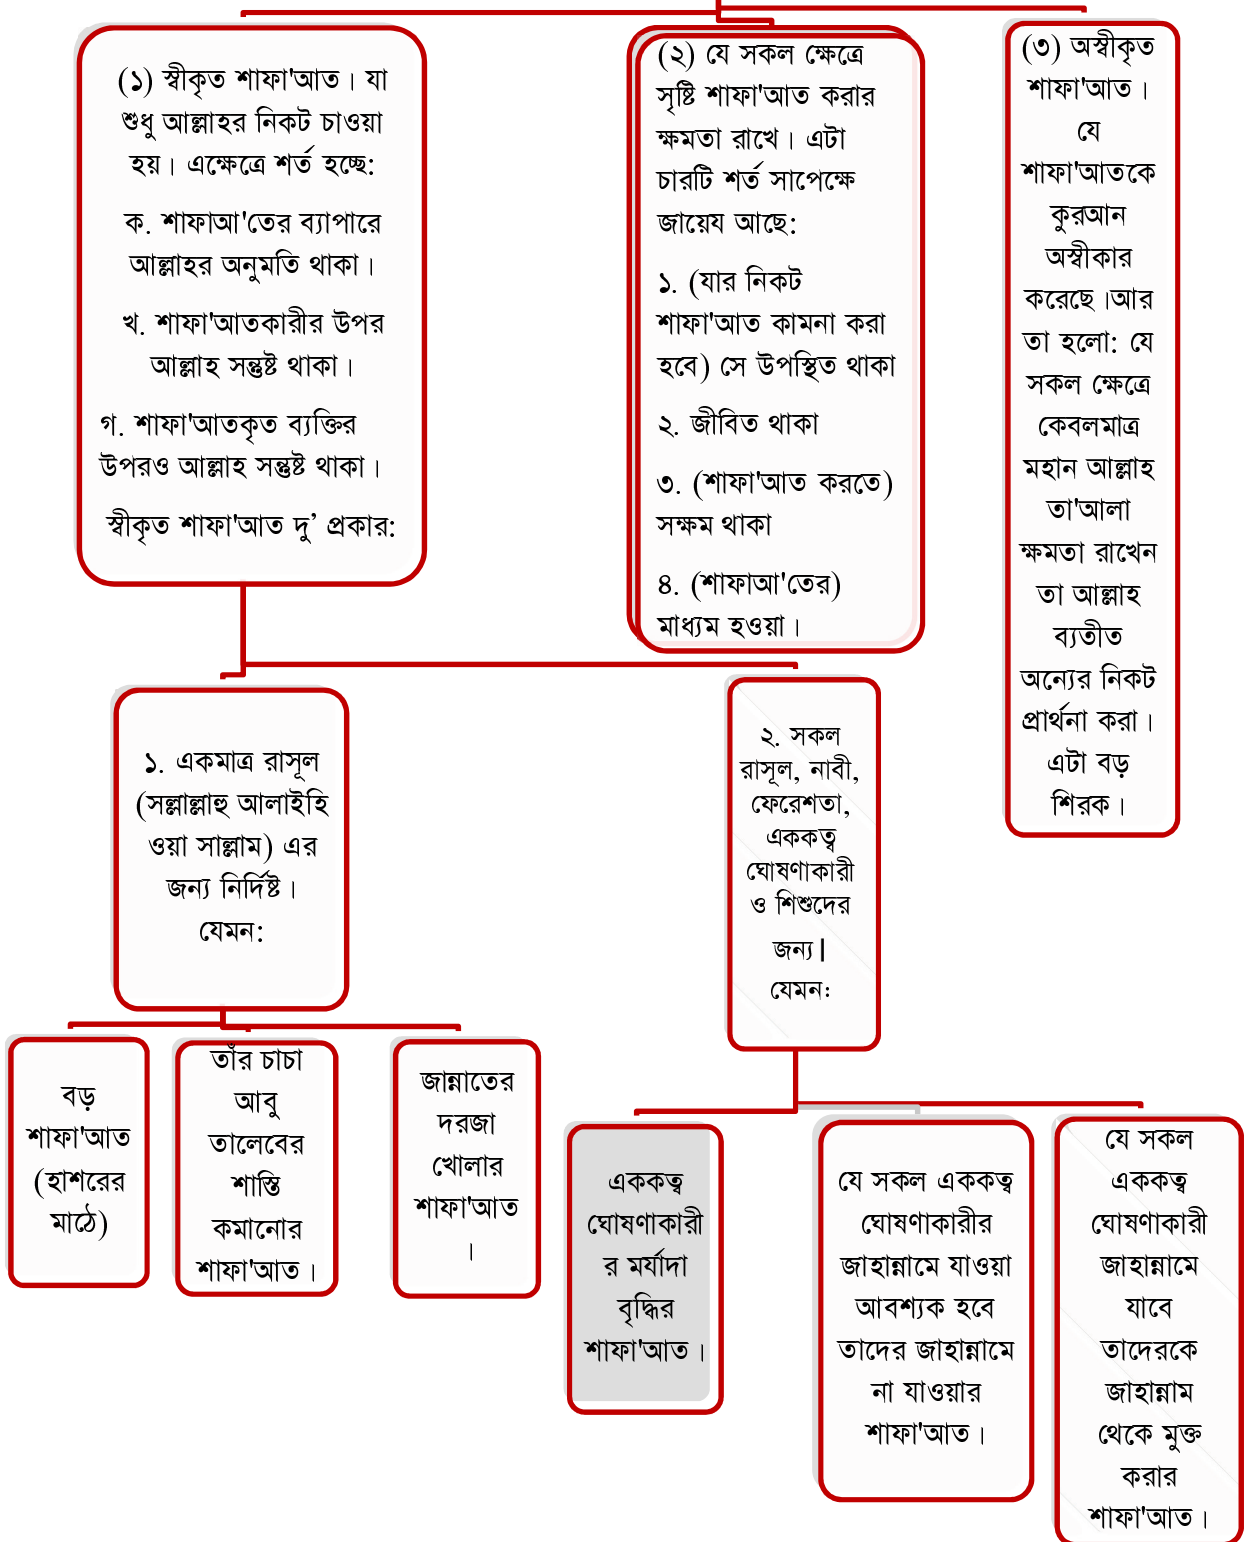 (১) স্বীকৃত শাফা'আত। যা
শুধু আল্লাহর নিকট চাওয়া
হয়। এক্ষেত্রে শর্ত হচ্ছে:
ক. শাফাআ'তের ব্যাপারে
আল্লাহর অনুমতি থাকা।
খ. শাফা'আতকারীর উপর
আল্লাহ সন্তুষ্ট থাকা।
গ. শাফা'আতকৃত ব্যক্তির
উপরও আল্লাহ সন্তুষ্ট থাকা।
স্বীকৃত শাফা'আত দু’ প্রকার:
(২) যে সকল ক্ষেত্রে
সৃষ্টি শাফা'আত করার
ক্ষমতা রাখে। এটা
চারটি শর্ত সাপেক্ষে
জায়েয আছে:
১. (যার নিকট
শাফা'আত কামনা করা
হবে) সে উপস্থিত থাকা
২. জীবিত থাকা
৩. (শাফা'আত করতে)
সক্ষম থাকা
৪. (শাফাআ'তের)
মাধ্যম হওয়া।
(৩) অস্বীকৃত
শাফা'আত।
যে
শাফা'আতকে
কুরআন
অস্বীকার
করেছে।আর
তা হলো: যে
সকল ক্ষেত্রে
কেবলমাত্র
মহান আল্লাহ
তা'আলা
ক্ষমতা রাখেন
তা আল্লাহ
ব্যতীত
অন্যের নিকট
প্রার্থনা করা।
এটা বড়
শিরক।
১. একমাত্র রাসূল
(সল্লাল্লাহু আলাইহি
ওয়া সাল্লাম) এর
জন্য নির্দিষ্ট।
যেমন:
২. সকল
রাসূল, নাবী,
ফেরেশতা,
এককত্ব
ঘোষণাকারী
ও শিশুদের
জন্য|
যেমন:
বড়
শাফা'আত
(হাশরের
মাঠে)
তাঁর চাচা
আবু
তালেবের
শাস্তি
কমানোর
শাফা'আত।
জান্নাতের
দরজা
খোলার
শাফা'আত
।
এককত্ব
ঘোষণাকারী
র মর্যাদা
বৃদ্ধির
শাফা'আত।
যে সকল এককত্ব
ঘোষণাকারীর
জাহান্নামে যাওয়া
আবশ্যক হবে
তাদের জাহান্নামে
না যাওয়ার
শাফা'আত।
যে সকল
এককত্ব
ঘোষণাকারী
জাহান্নামে
যাবে
তাদেরকে
জাহান্নাম
থেকে মুক্ত
করার
শাফা'আত।